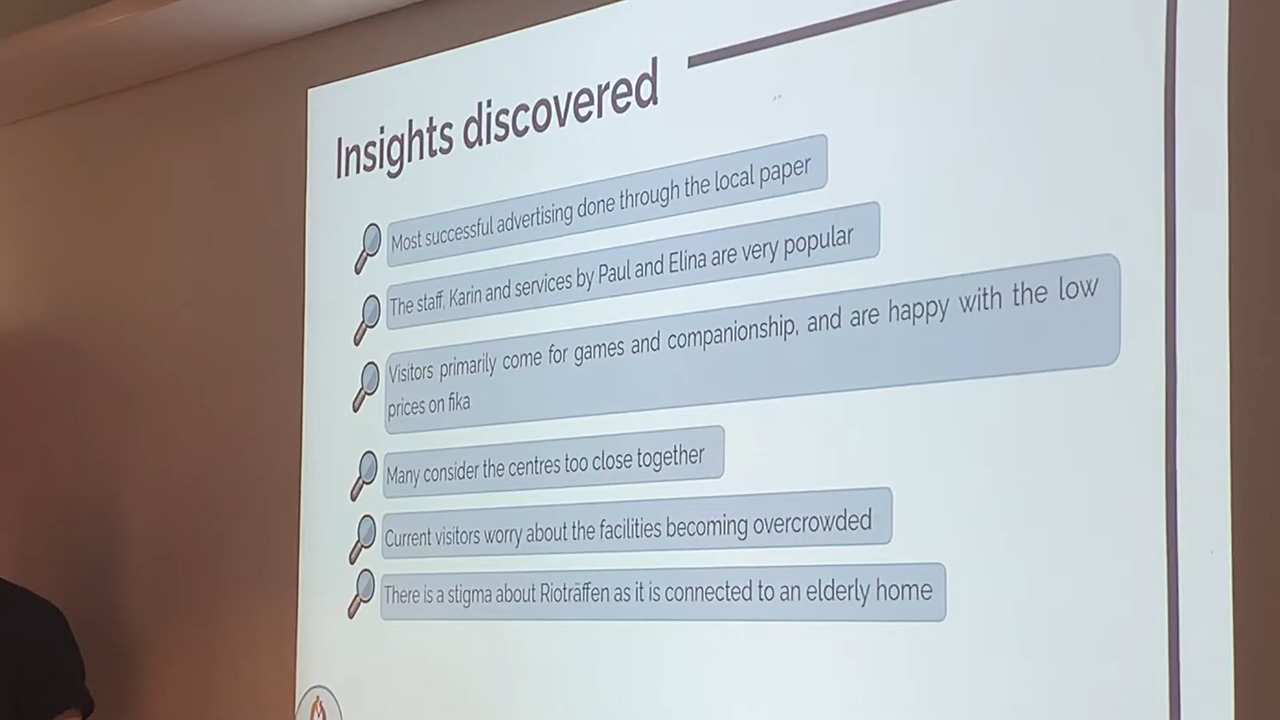 Insights discovered
Most successful advertising done through the local paper
The staff, Karin and services by Paul and Elina are very popular
Visitors primarily come for games and companionship, and are happy with the low
prices on fika
Many consider the centres too close together
Current visitors worry about the facilities becoming overcrowded
There is a stigma about Rioträffen as it is connected to an elderly home